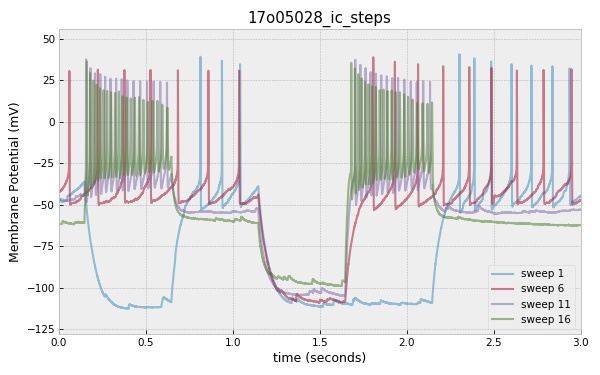 17o05028_ic_steps
Membrane Potential (mV)
50
25
0
−25
−50
−75
−100
−125
sweep 1
sweep 6
sweep 11
sweep 16
0.0 0.5 1.0 1.5 2.0 2.5 3.0
time (seconds)